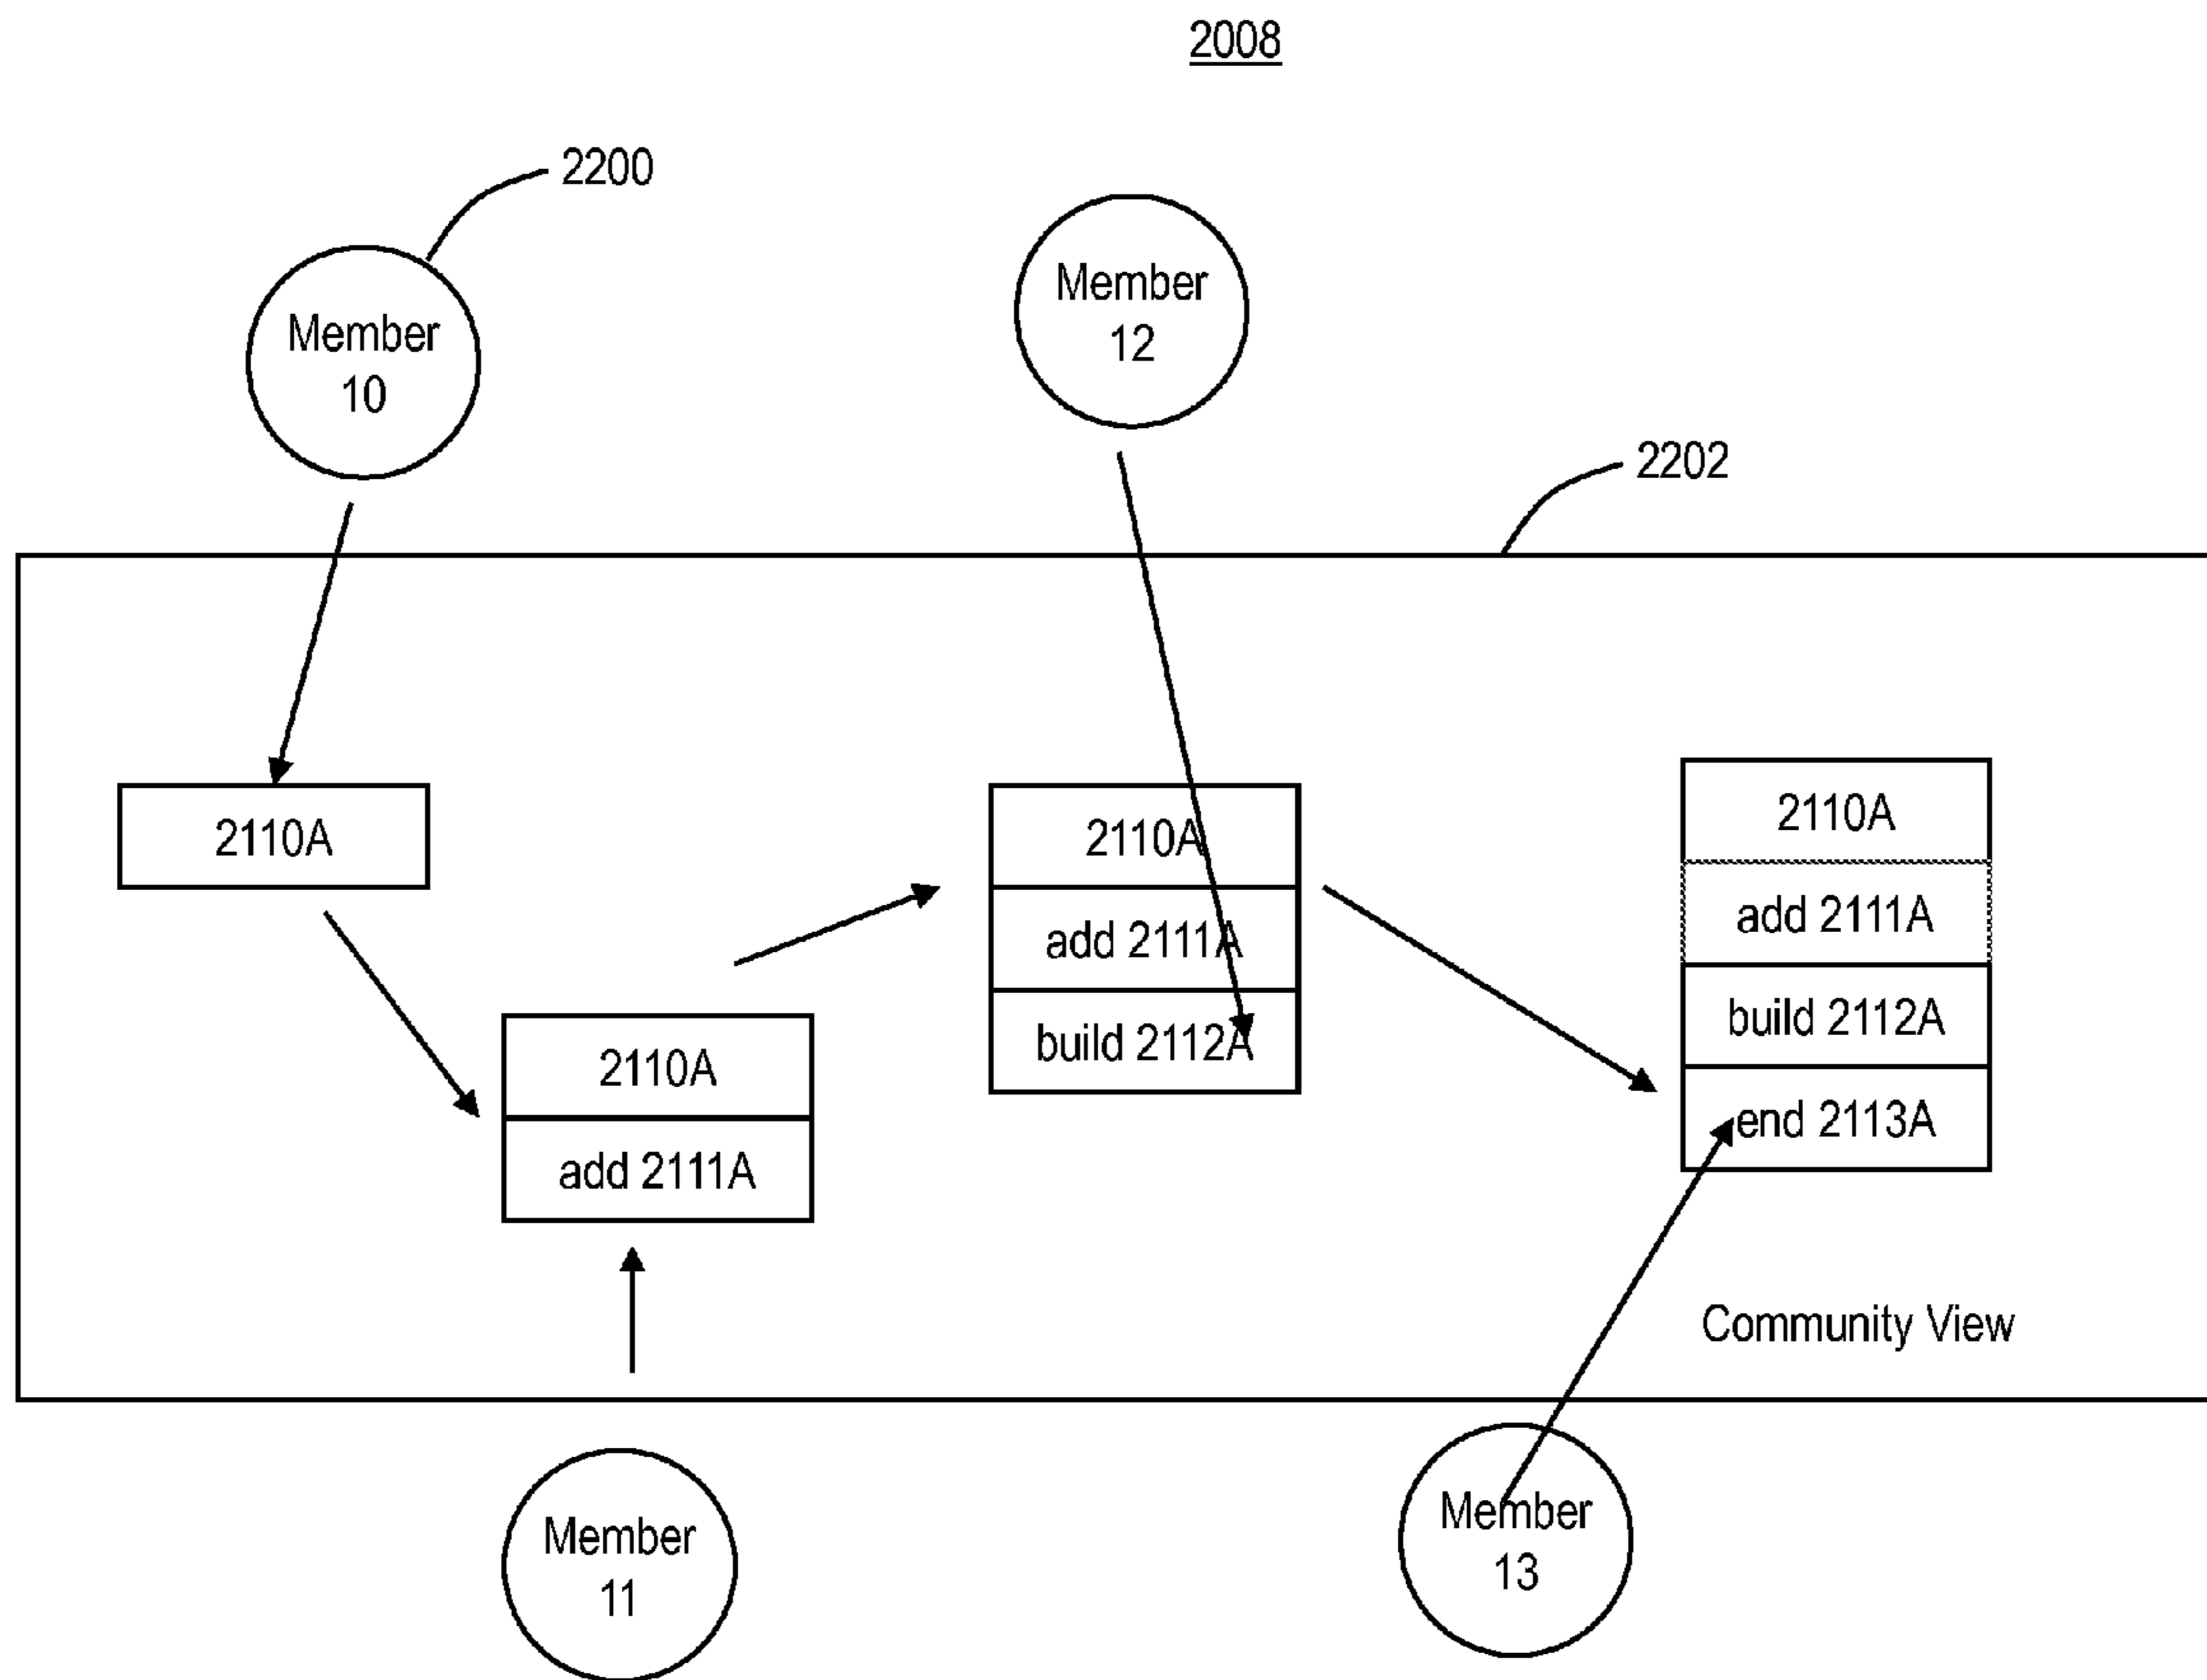 2008
2200
Member
10
Member
12
2202
2110A
2110A
add 2111A
2110A
add 2111A
build 2112A
2110A
add 2111A
build 2112A
end 2113A
Community View
Member
11
Member
13